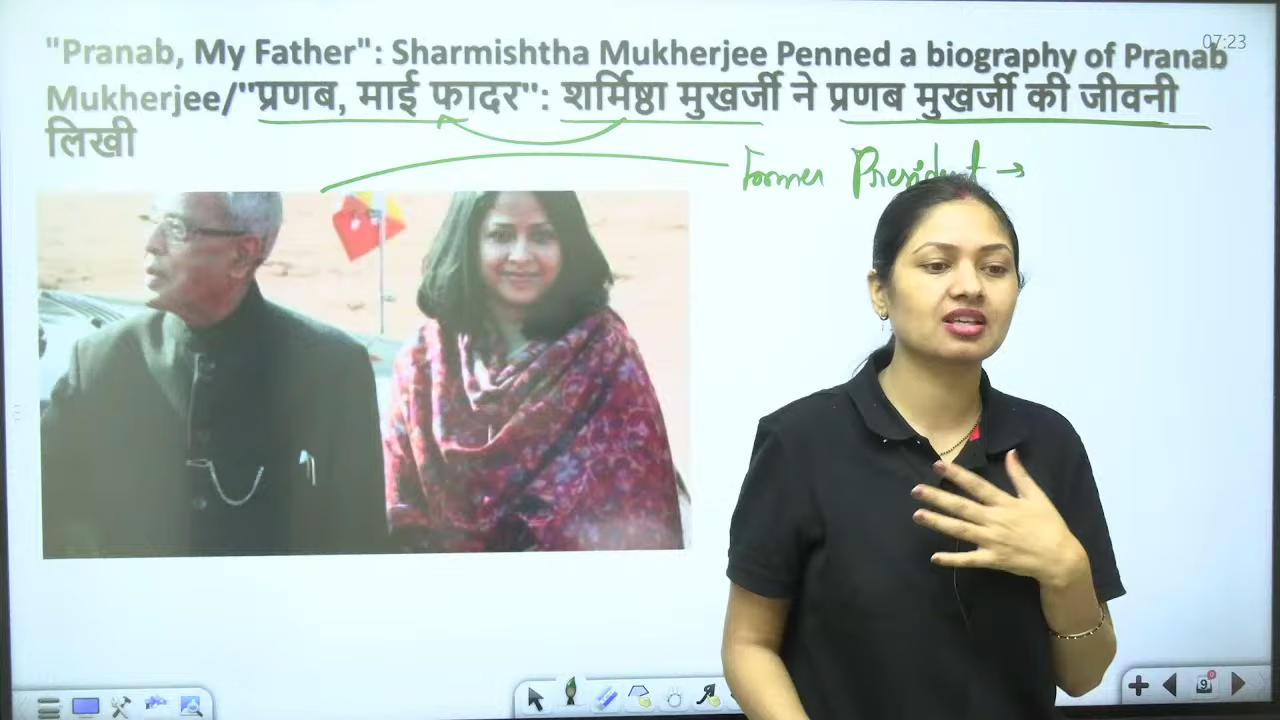 "Pranab, My Father": Sharmishtha Mukherjee Penned a biography of Pranab
Mukherjee/"प्रणब, माई फादर": शर्मिष्ठा मुखर्जी ने प्रणब मुखर्जी की जीवनी
लिखी
07:23
Former President →
9